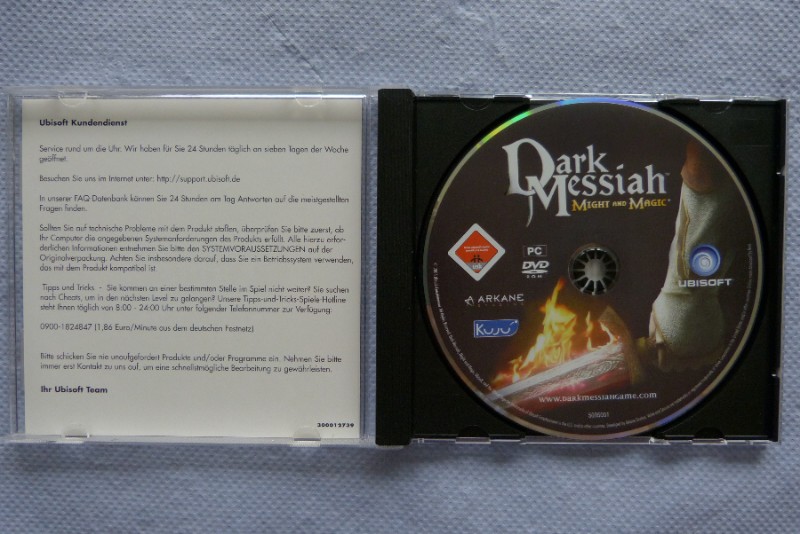 Ubisoft Kundendienst
Service rund um die Uhr. Wir haben für Sie 24 Stunden täglich an sieben Tagen der Woche
geöffnet.
Besuchen Sie uns im Internet unter: http://support.ubisoft.de
In unserer FAQ-Datenbank können Sie 24 Stunden am Tag Antworten auf die meistgestellten
Fragen finden.
Sollten Sie auf technische Probleme mit dem Produkt stoßen, überprüfen Sie bitte zuerst, ob
Ihr Computer die angegebenen Systemanforderungen des Produkts erfüllt. Alle hierzu erfor-
derlichen Informationen entnehmen Sie bitte den SYSTEMVORAUSSETZUNGEN auf der
Originalverpackung. Achten Sie insbesondere darauf, dass Sie ein Betriebssystem verwenden,
das mit dem Produkt kompatibel ist.
Tipps und Tricks - Sie kommen an einer bestimmten Stelle im Spiel nicht weiter? Sie suchen
nach Cheats, um in den nächsten Level zu gelangen? Unsere Tipps-und-Tricks-Spiele-Hotline
steht Ihnen täglich von 8:00 - 24:00 Uhr unter folgender Telefonnummer zur Verfügung:
0900-1824847 (1,86 Euro/Minute aus dem deutschen Festnetz)
Bitte schicken Sie nie unaufgefordert Produkte und/oder Programme ein. Nehmen Sie bitte
immer erst Kontakt zu uns auf, um eine schnellstmögliche Bearbeitung zu gewährleisten.
Ihr Ubisoft Team
300012739
Dark
Messiah
Might and Magic
PC
DVD
ROM
UBISOFT
ARKANE
Kuju
www.darkmessiahgame.com